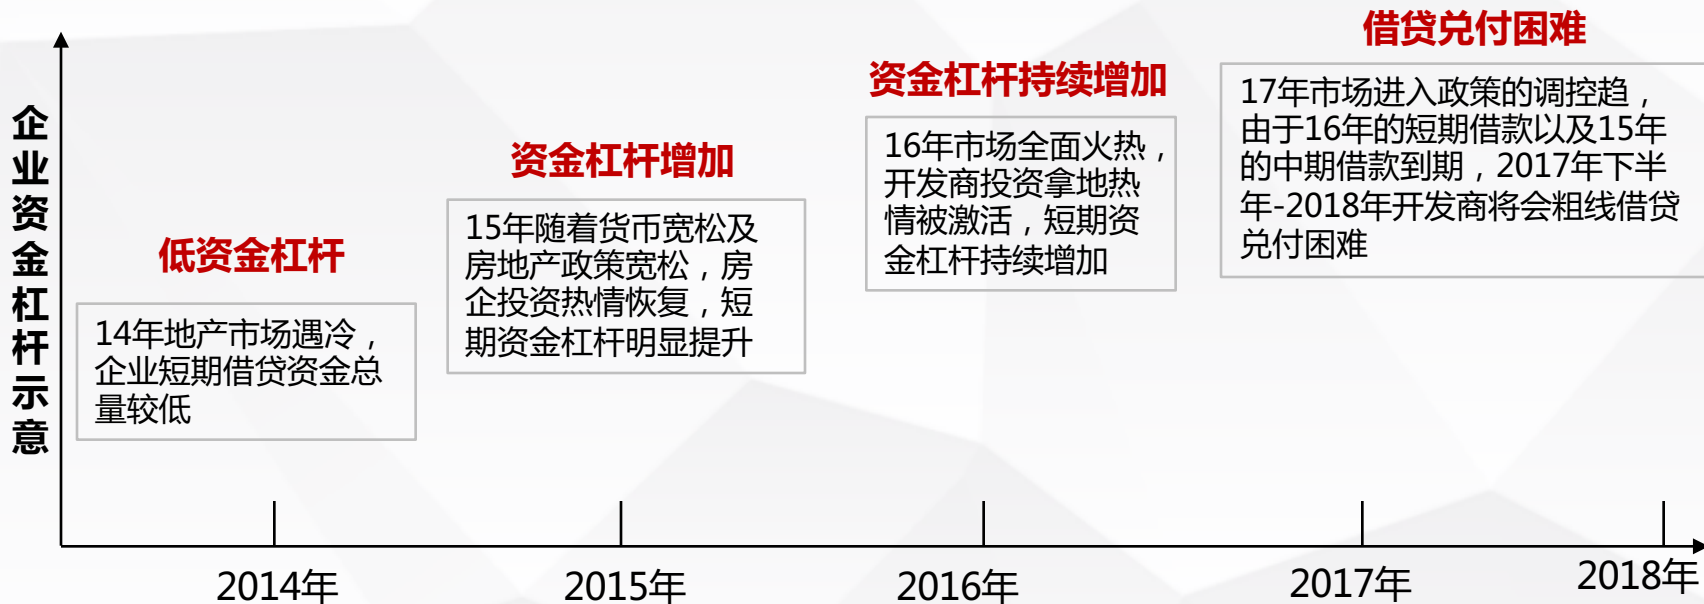 企业资金杠杆示意
低资金杠杆
14年地产市场遇冷，
企业短期借贷资金总
量较低
资金杠杆增加
15年随着货币宽松及
房地产政策宽松，房
企投资热情恢复，短
期资金杠杆明显提升
资金杠杆持续增加
16年市场全面火热，
开发商投资拿地热
情被激活，短期资
金杠杆持续增加
借贷兑付困难
17年市场进入政策的调控趋，
由于16年的短期借款以及15年
的中期借款到期，2017年下半
年-2018年开发商将会粗线借贷
兑付困难
2014年
2015年
2016年
2017年
2018年